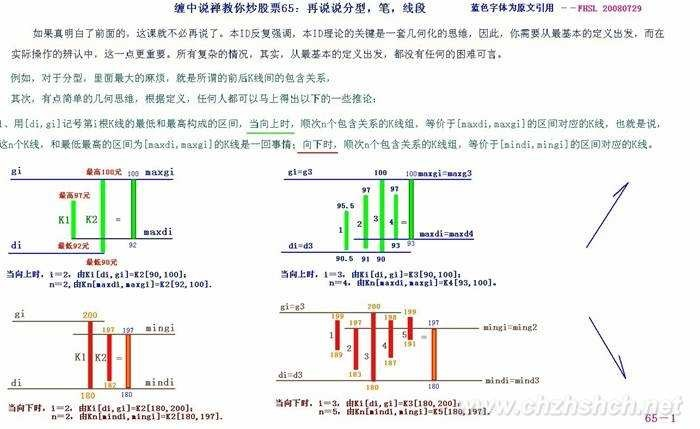 缠中说禅教你炒股票65：再说说分型，笔，线段
蓝色字体为原文引用 --FHSL 20080729
如果真明白了前面的，这课就不必再说了。本ID反复强调，本ID理论的关键是一套几何化的思维，因此，你需要从最基本的定义出发，而在
实际操作的辨认中，这一点更重要。所有复杂的情况，其实，从最基本的定义出发，都没有任何的困难可言。
例如，对于分型，里面最大的麻烦，就是所谓的前后K线间的包含关系，
其次，有点简单的几何思维，根据定义，任何人都可以马上得出以下的一些推论：
1、用[di,gi]记号第i根K线的最低和最高构成的区间，当向上时，顺次n个包含关系的K线组，等价于[maxdi,maxgi]的区间对应的K线，也就是说，
这n个K线，和最低最高的区间为[maxdi,maxgi]的K线是一回事情；向下时，顺次n个包含关系的K线组，等价于[mindi,mingi]的区间对应的K线。
gi 最高100元 100 maxgi
最高97元
K1 K2 =
maxdi
最低92元 92
di
最低90元
当向上时，i=2，由Ki[di,gi]=K2[90,100]；
n=2，由Kn[maxdi,maxgi]=K2[92,100].
gi=g3 100 100 maxgi=maxg3
97 97
95.5
1 2 3 4 =
maxdi=maxd4
93 93
di=d3
90.5 91 90
当向上时，i=3，由Ki[di,gi]=K3[90,100]；
n=4，由Kn[maxdi,maxgi]=K4[93,100]。
gi 200
197 197 mingi
K1 K2 =
182
di mindi
180 180
当向下时，i=2，由Ki[di,gi]=K2[180,200]；
n=2，由Kn[mindi,mingi]=K2[180,197].
gi=g3 200
199 197 198 199 197 mingi=ming2
1 2 3 4 5 =
189 183 187 191
di=d3 mindi=mind3
180 180
当向下时，i=3，由Ki[di,gi]=K3[180,200]；
n=5，由Kn[mindi,mingi]=K5[180,197].
www.chzhshch.net
65-1